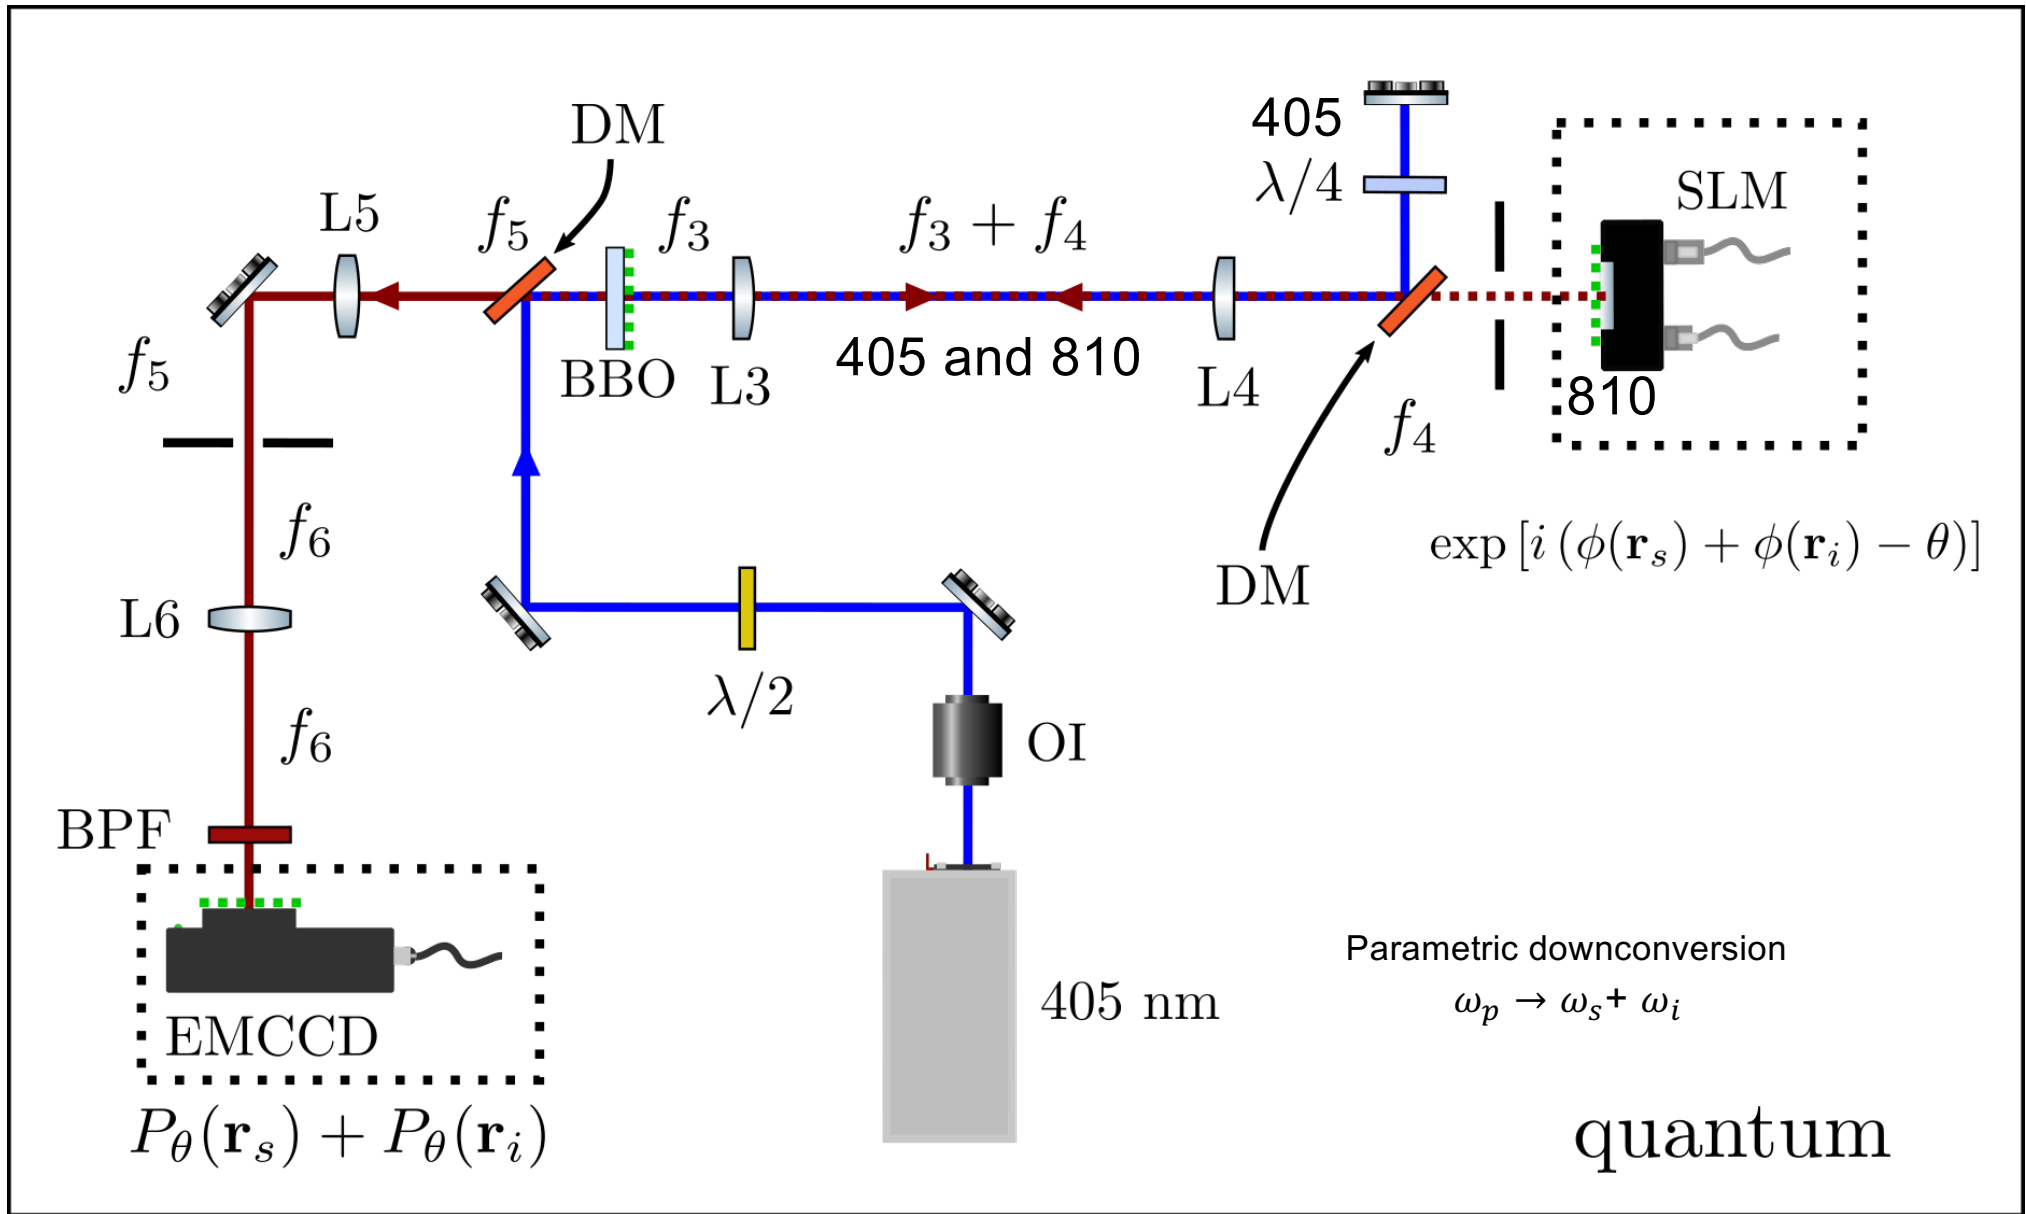 DM
405
L5
f₅
f₃
f₃ + f₄
λ/4
SLM
f₅
BBO
L3
405 and 810
L4
f₄
810
f₆
exp [i (ϕ(rₛ) + ϕ(rᵢ) − θ)]
DM
L6
λ/2
f₆
OI
BPF
Parametric downconversion
ωₚ → ωₛ+ ωᵢ
405 nm
EMCCD
P_θ(rₛ) + P_θ(rᵢ)
quantum